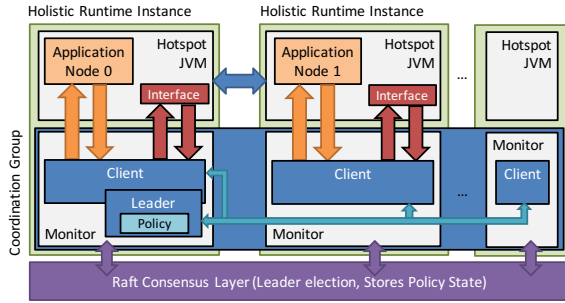 Holistic Runtime Instance
Holistic Runtime Instance
Application
Node 0
Hotspot
JVM
Interface
Application
Node 1
Hotspot
JVM
Interface
...
Hotspot
JVM
Coordination Group
Client
Leader
Policy
Monitor
Client
Monitor
...
Monitor
Client
Raft Consensus Layer (Leader election, Stores Policy State)